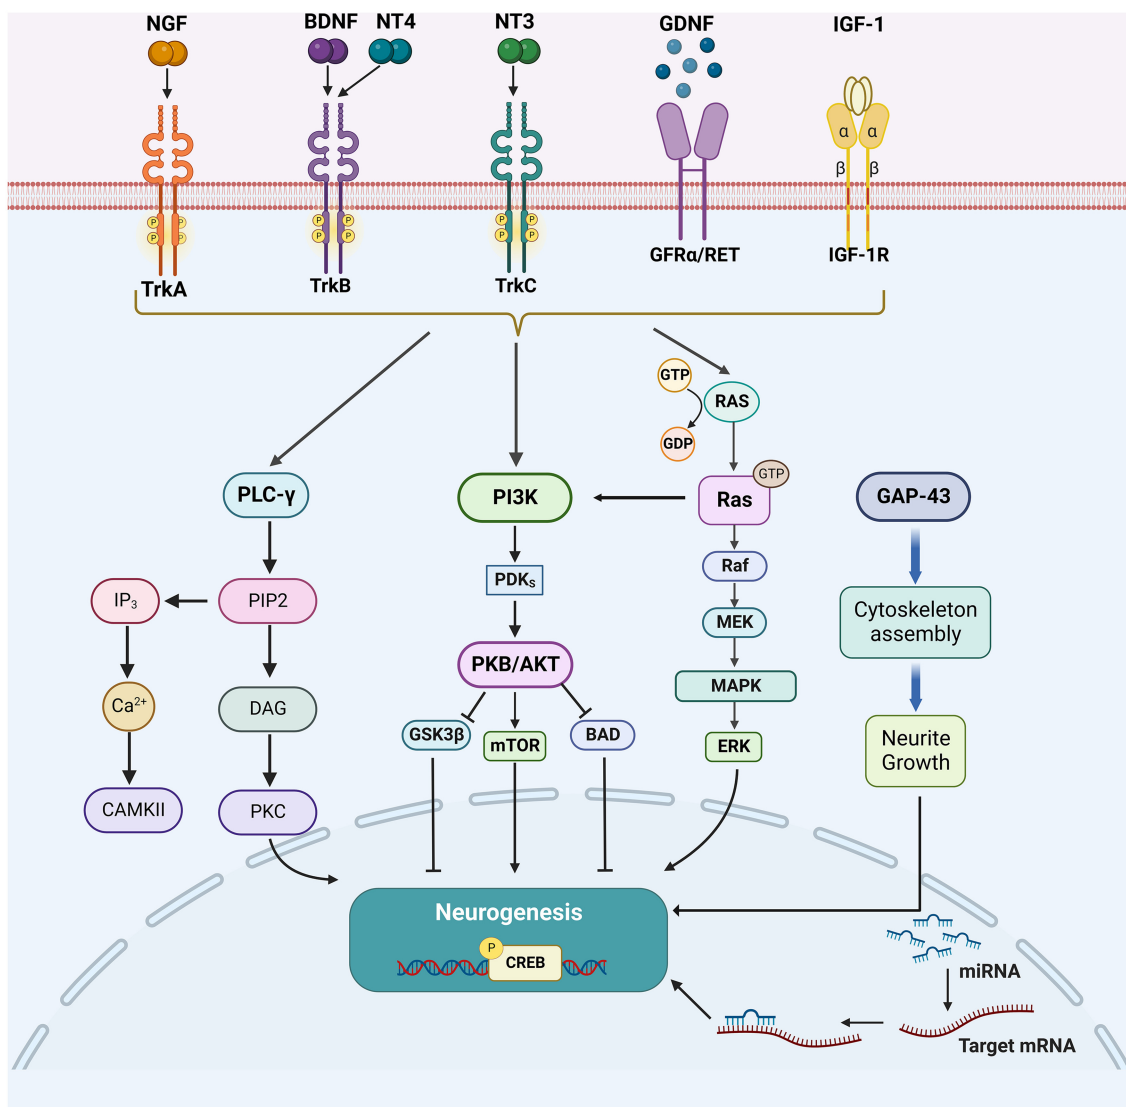 NGF
BDNF
NT4
NT3
GDNF
IGF-1
α
α
β
β
P
P
P
P
P
P
P
P
P
P
P
P
TrkA
TrkB
TrkC
GFRα/RET
IGF-1R
GTP
RAS
GDP
GTP
PLC-γ
PI3K
Ras
GAP-43
Raf
PDKs
IP₃
PIP2
Cytoskeleton
assembly
MEK
PKB/AKT
MAPK
Ca²⁺
DAG
GSK3β
mTOR
BAD
ERK
Neurite
Growth
CAMKII
PKC
Neurogenesis
P
CREB
miRNA
Target mRNA